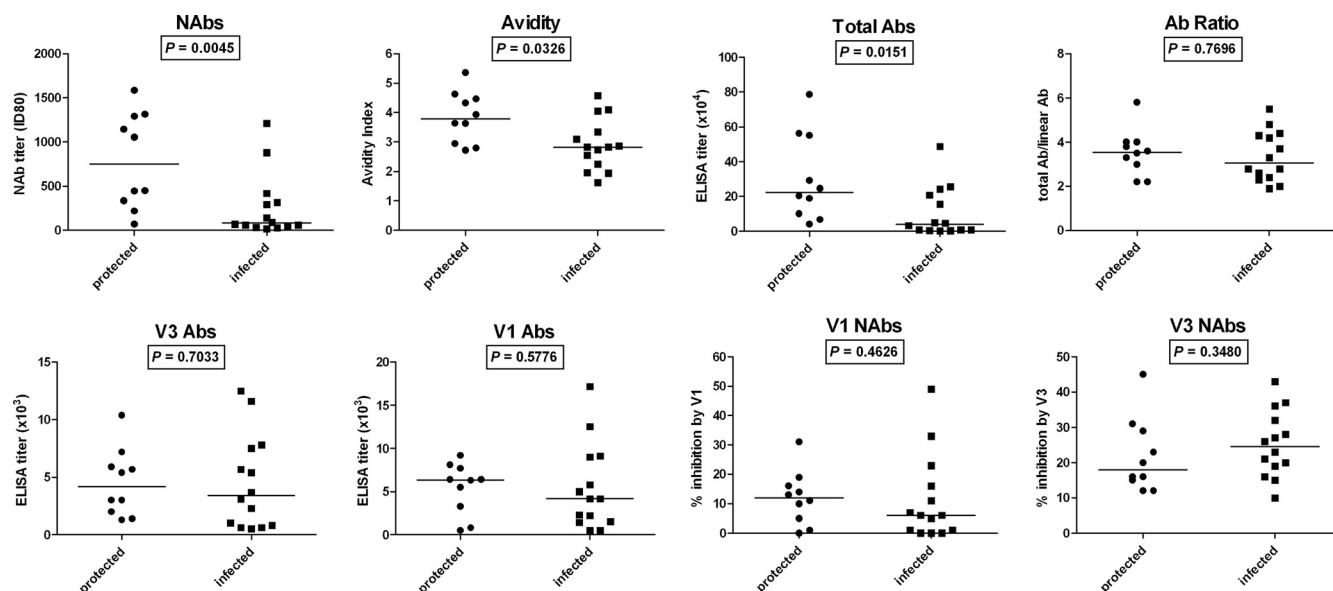 NAbs
P = 0.0045
NAb titer (ID80)
2000
1500
1000
500
0
protected
infected
Avidity
P = 0.0326
Avidity Index
6
5
4
3
2
1
0
protected
infected
Total Abs
P = 0.0151
ELISA titer (x10⁴)
100
80
60
40
20
0
protected
infected
Ab Ratio
P = 0.7696
total Ab/linear Ab
8
6
4
2
0
protected
infected
V3 Abs
P = 0.7033
ELISA titer (x10³)
15
10
5
0
protected
infected
V1 Abs
P = 0.5776
ELISA titer (x10³)
20
15
10
5
0
protected
infected
V1 NAbs
P = 0.4626
% inhibition by V1
60
50
40
30
20
10
0
protected
infected
V3 NAbs
P = 0.3480
% inhibition by V3
50
40
30
20
10
0
protected
infected